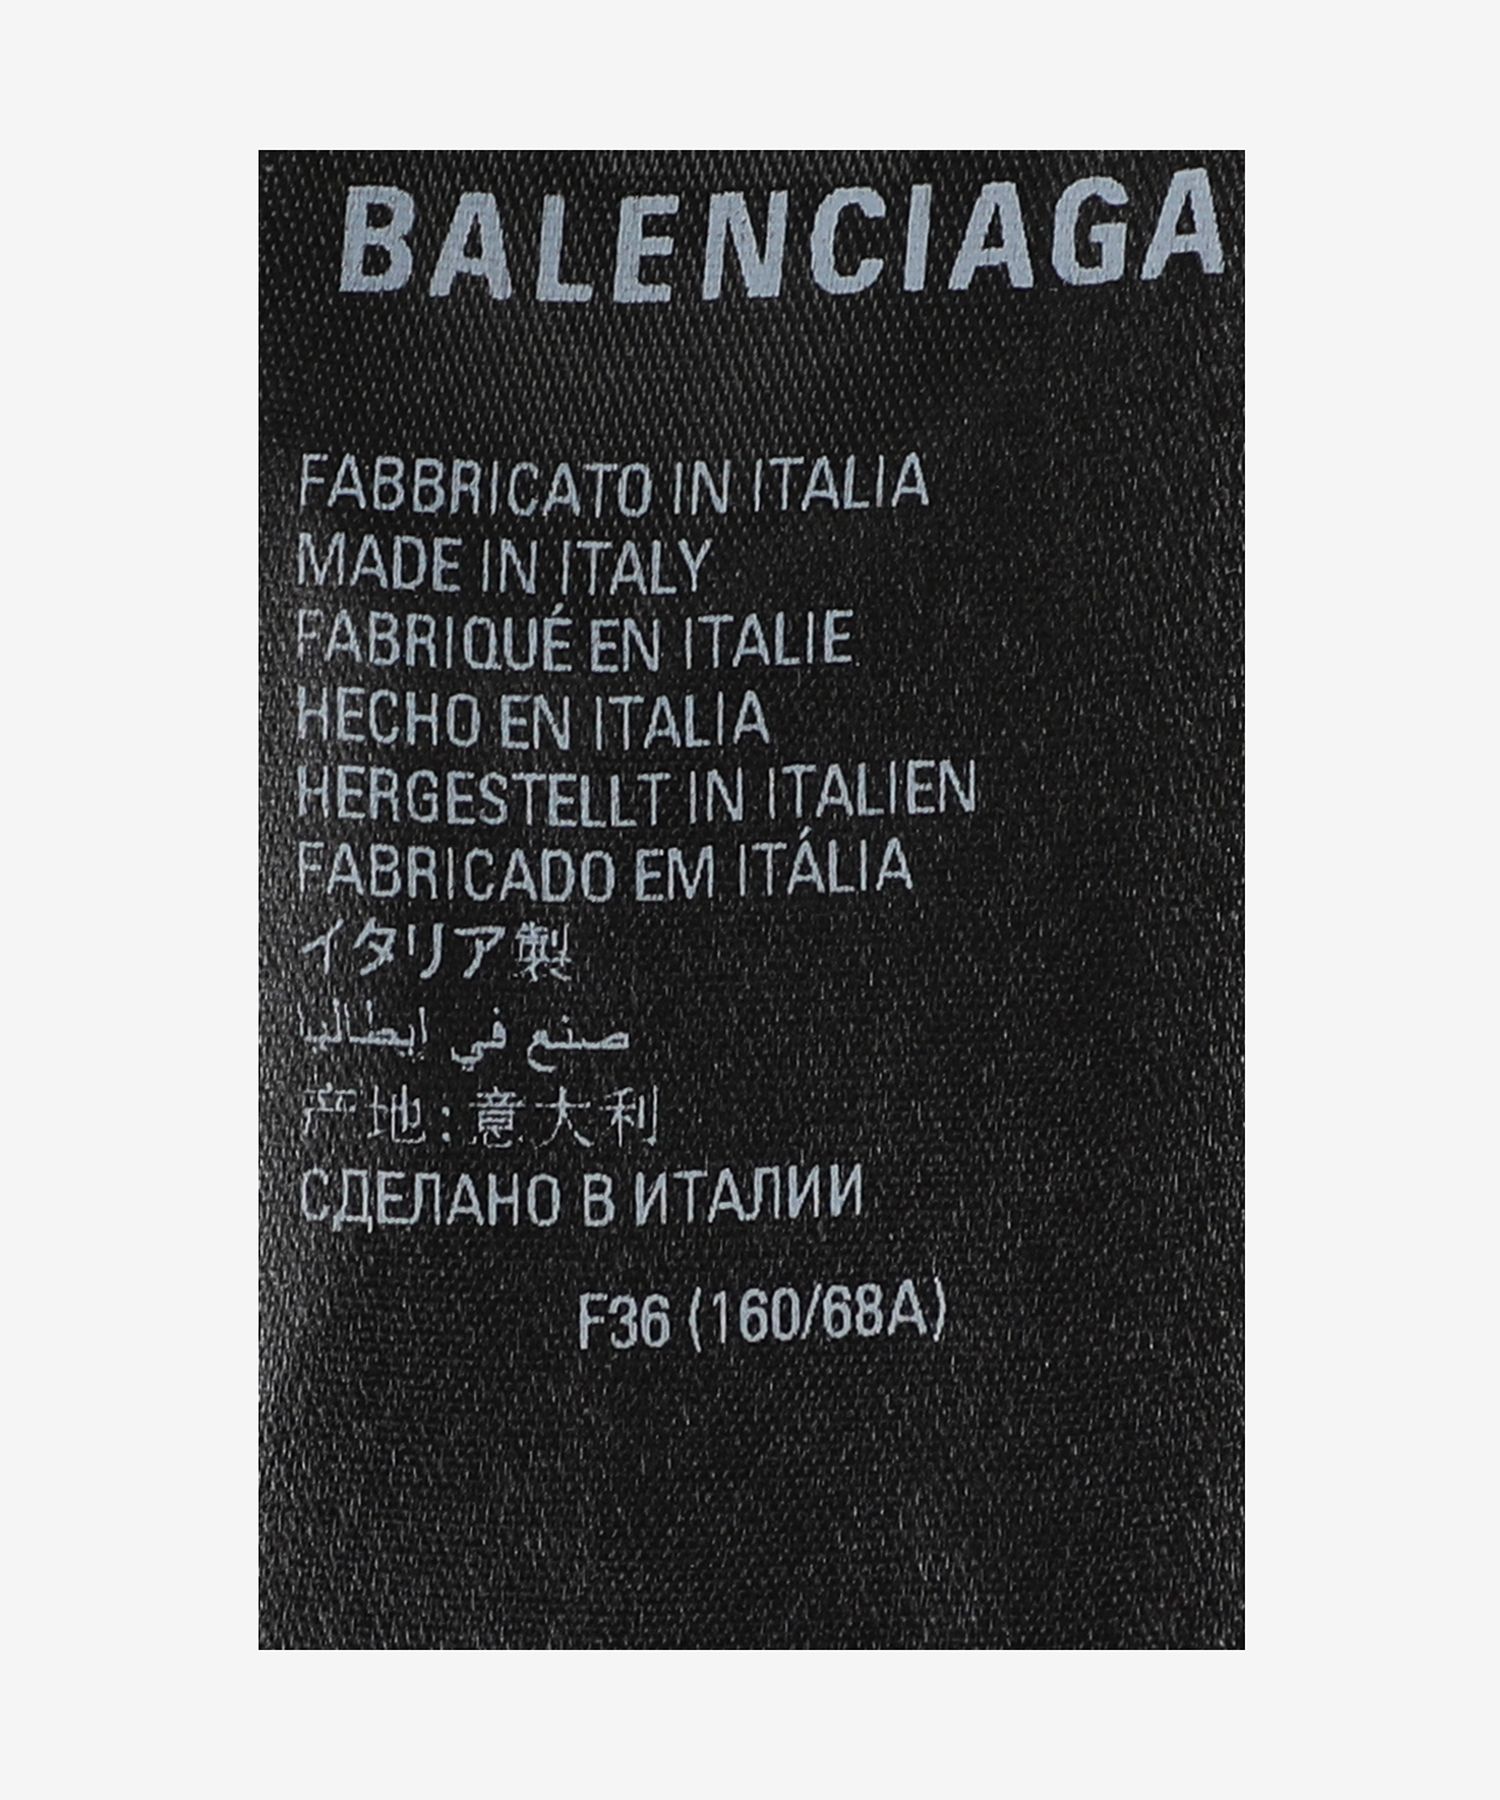 BALENCIAGA
FABBRICATO IN ITALIA
MADE IN ITALY
FABRIQUÉ EN ITALIE
HECHO EN ITALIA
HERGESTELLT IN ITALIEN
FABRICADO EM ITÁLIA
イタリア製
صنع في إيطاليا
产地:意大利
СДЕЛАНО В ИТАЛИИ
F36 (160/68A)